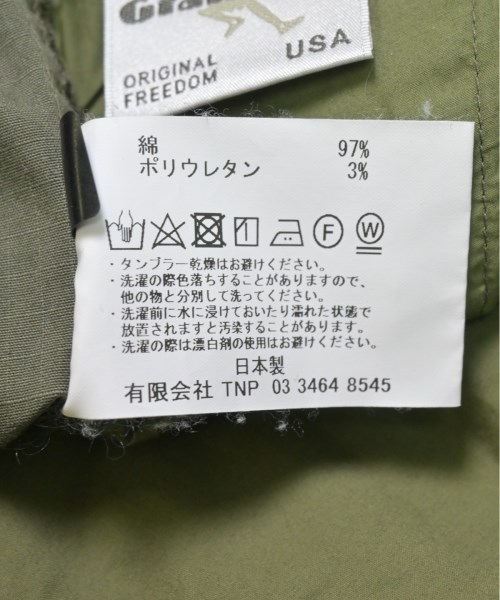 USA
ORIGINAL
FREEDOM
綿 97%
ポリウレタン 3%
F W
・タンブラー乾燥はお避けください。
・洗濯の際色落ちすることがありますので、
他の物と分別して洗ってください。
・洗濯前に水に浸けておいたり濡れた状態で
放置されますと汚染することがあります。
・洗濯の際は漂白剤の使用はお避けください。
日本製
有限会社 TNP 03 3464 8545